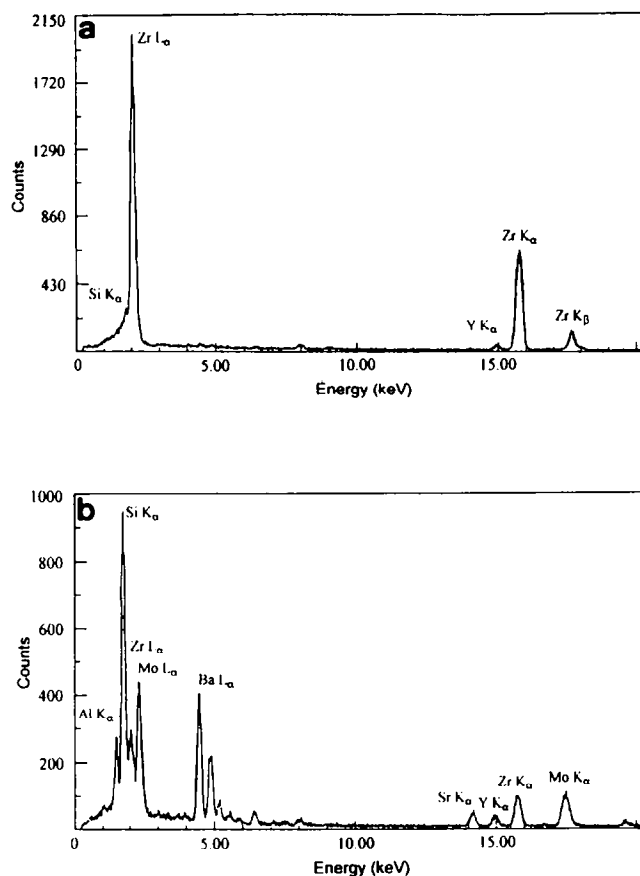 a
2150
Zr Lα
1720
1290
Counts
860
Zr Kα
430
Si Kα
Y Kα
Zr Kβ
0
5.00
10.00
15.00
Energy (keV)
b
1000
Si Kα
800
600
Zr Lα
Counts
Mo Lα
Ba Lα
400
Al Kα
200
Sr Kα
Y Kα
Zr Kα
Mo Kα
0
5.00
10.00
15.00
Energy (keV)